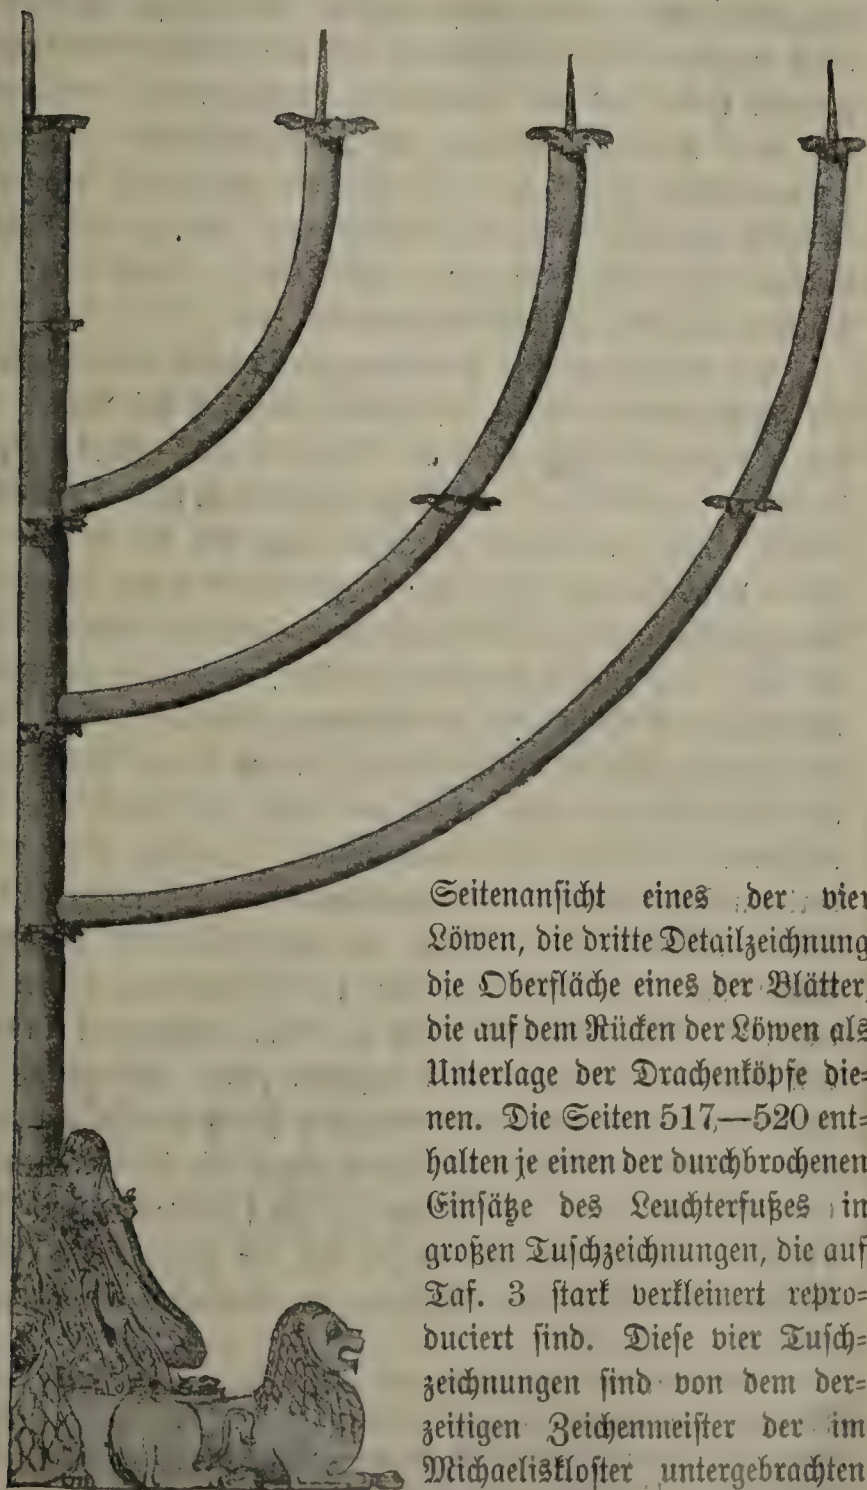 Seitenansicht eines der vier
Löwen, die dritte Detailzeichnung
die Oberfläche eines der Blätter,
die auf dem Rücken der Löwen als
Unterlage der Drachenköpfe die=
nen. Die Seiten 517—520 ent=
halten je einen der durchbrochenen
Einsätze des Leuchterfußes in
großen Tuschzeichnungen, die auf
Taf. 3 stark verkleinert repro=
duciert sind. Diese vier Tusch=
zeichnungen sind von dem der=
zeitigen Zeichenmeister der im
Michaeliskloster untergebrachten